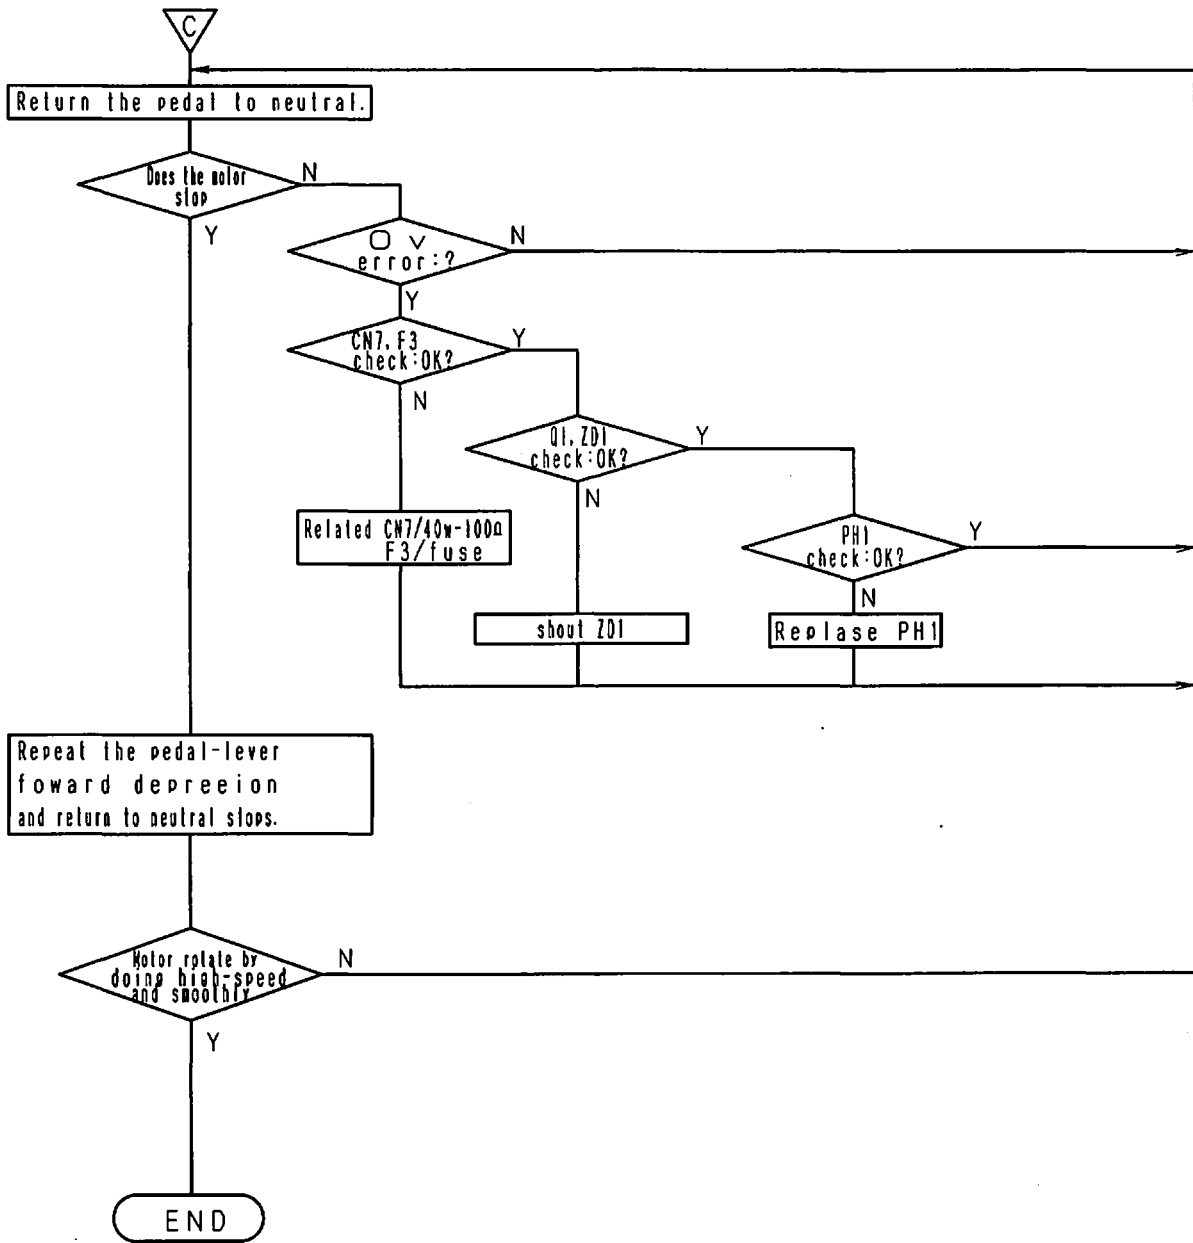 C
Return the pedal to neutral.
Does the motor
stop
N
Y
O v
error:?
N
Y
CN7. F3
check:OK?
Y
N
Q1. ZD1
check:OK?
Y
N
Related CN7/40w-100Ω
F3/fuse
PH1
check:OK?
Y
N
shout ZD1
Replase PH1
Repeat the pedal-lever
foward depreeion
and return to neutral stops.
Motor rotate by
doing high-speed
and smoothly
N
Y
END